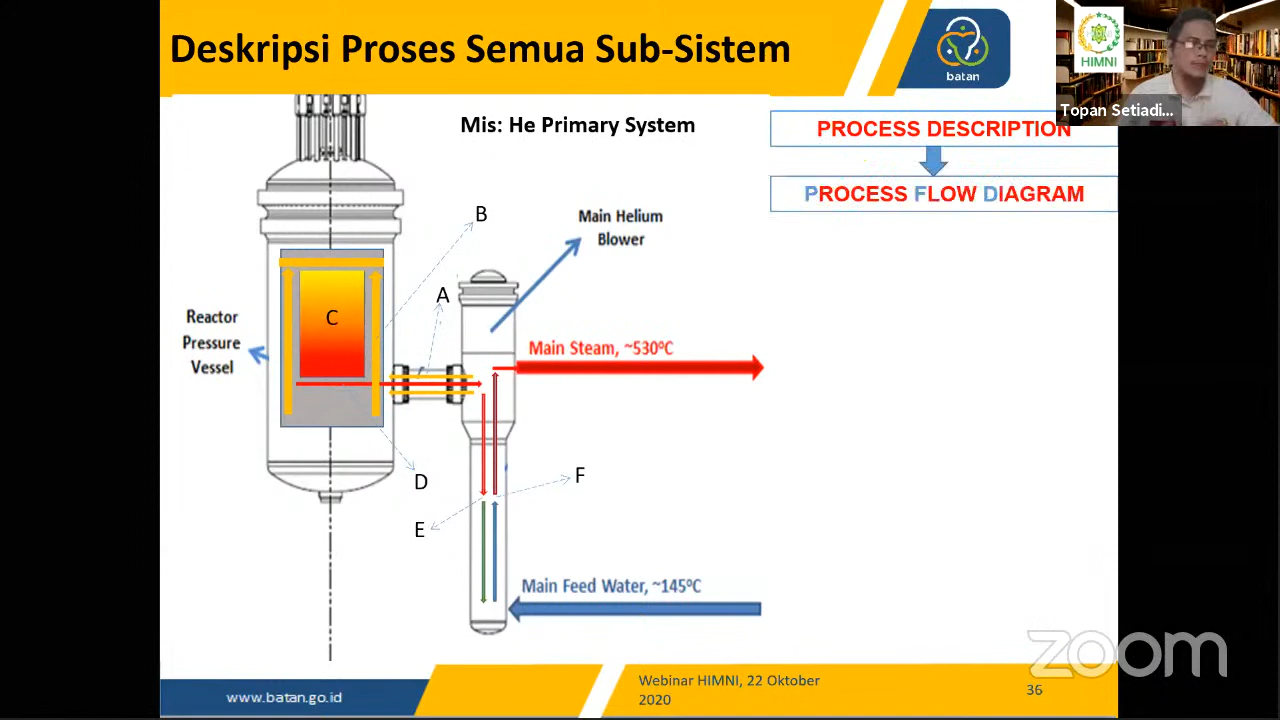 Deskripsi Proses Semua Sub-Sistem
batan
HIMNI
Topan Setiadi...
Mis: He Primary System
PROCESS DESCRIPTION
PROCESS FLOW DIAGRAM
B
Main Helium
Blower
A
C
Reactor
Pressure
Vessel
Main Steam, ~530⁰C
D
F
E
Main Feed Water, ~145⁰C
zoom
www.batan.go.id
Webinar HIMNI, 22 Oktober
2020
36